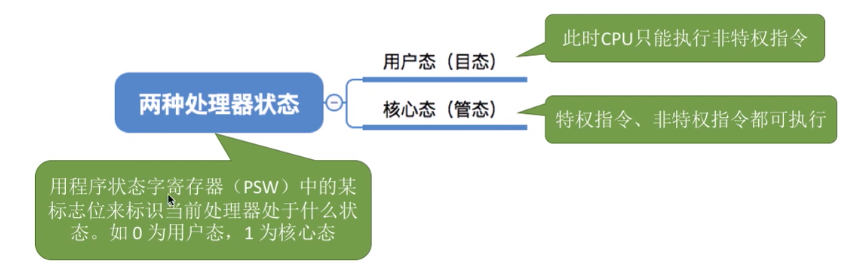 此时CPU只能执行非特权指令
用户态（目态）
两种处理器状态
核心态（管态）
特权指令、非特权指令都可执行
用程序状态字寄存器（PSW）中的某
标志位来标识当前处理器处于什么状
态。如 0 为用户态，1 为核心态